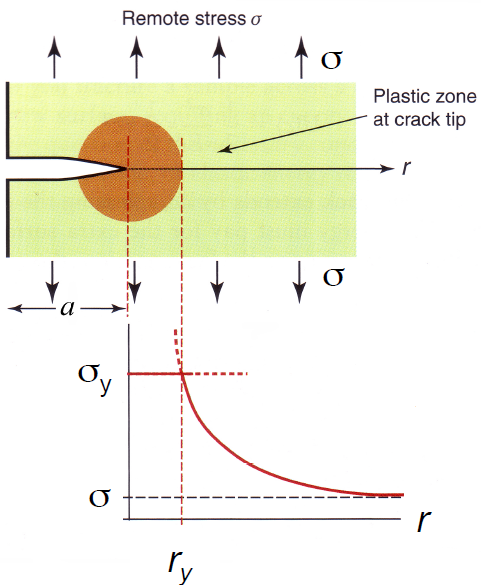 Remote stress σ
σ
Plastic zone
at crack tip
r
σ
a
σy
σ
r
ry